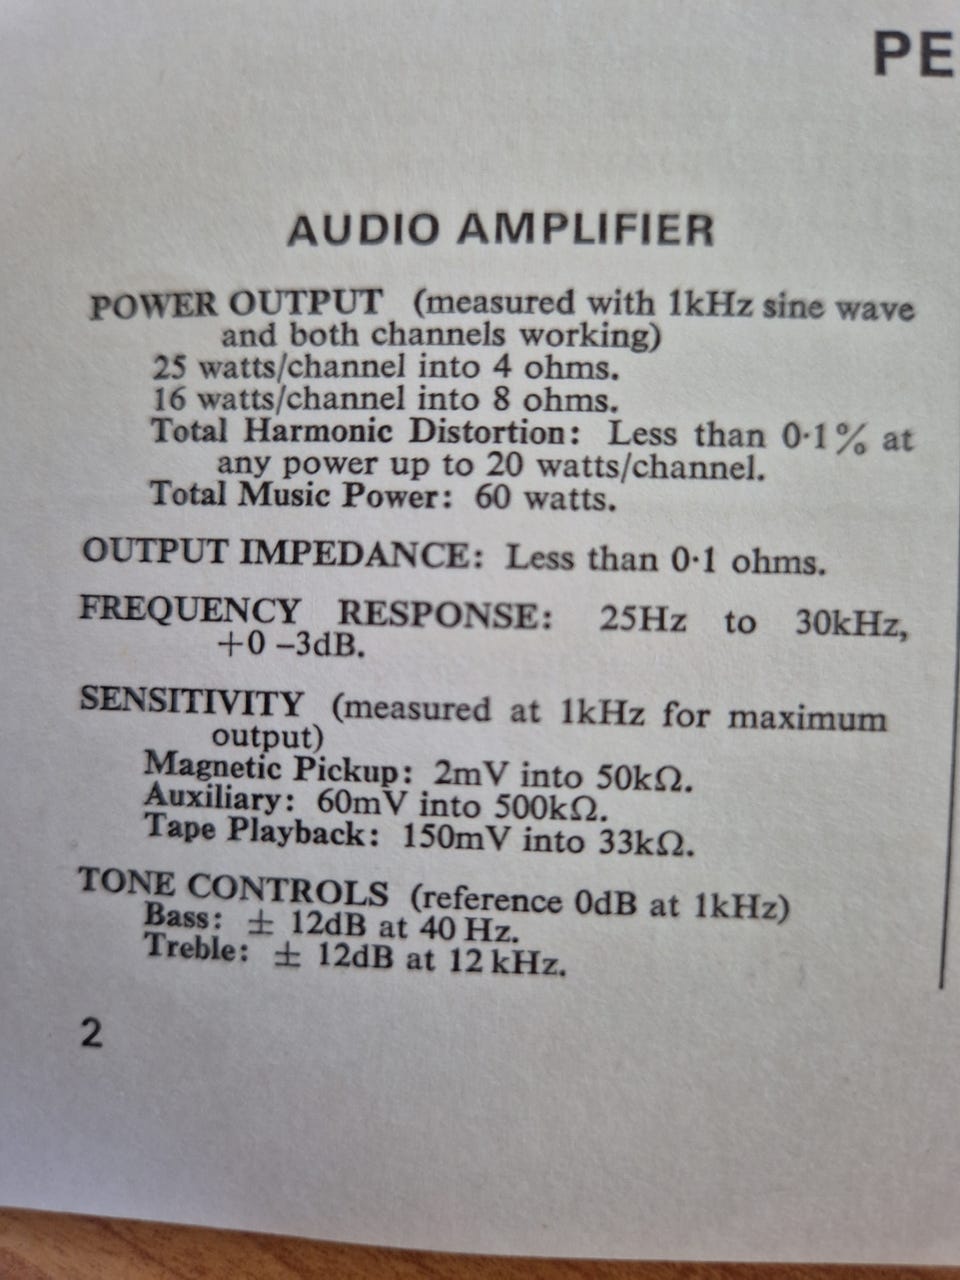 PE
AUDIO AMPLIFIER
POWER OUTPUT (measured with 1kHz sine wave
and both channels working)
25 watts/channel into 4 ohms.
16 watts/channel into 8 ohms.
Total Harmonic Distortion: Less than 0·1% at
any power up to 20 watts/channel.
Total Music Power: 60 watts.
OUTPUT IMPEDANCE: Less than 0·1 ohms.
FREQUENCY RESPONSE: 25Hz to 30kHz,
+0 –3dB.
SENSITIVITY (measured at 1kHz for maximum
output)
Magnetic Pickup: 2mV into 50kΩ.
Auxiliary: 60mV into 500kΩ.
Tape Playback: 150mV into 33kΩ.
TONE CONTROLS (reference 0dB at 1kHz)
Bass: ± 12dB at 40 Hz.
Treble: ± 12dB at 12 kHz.
2